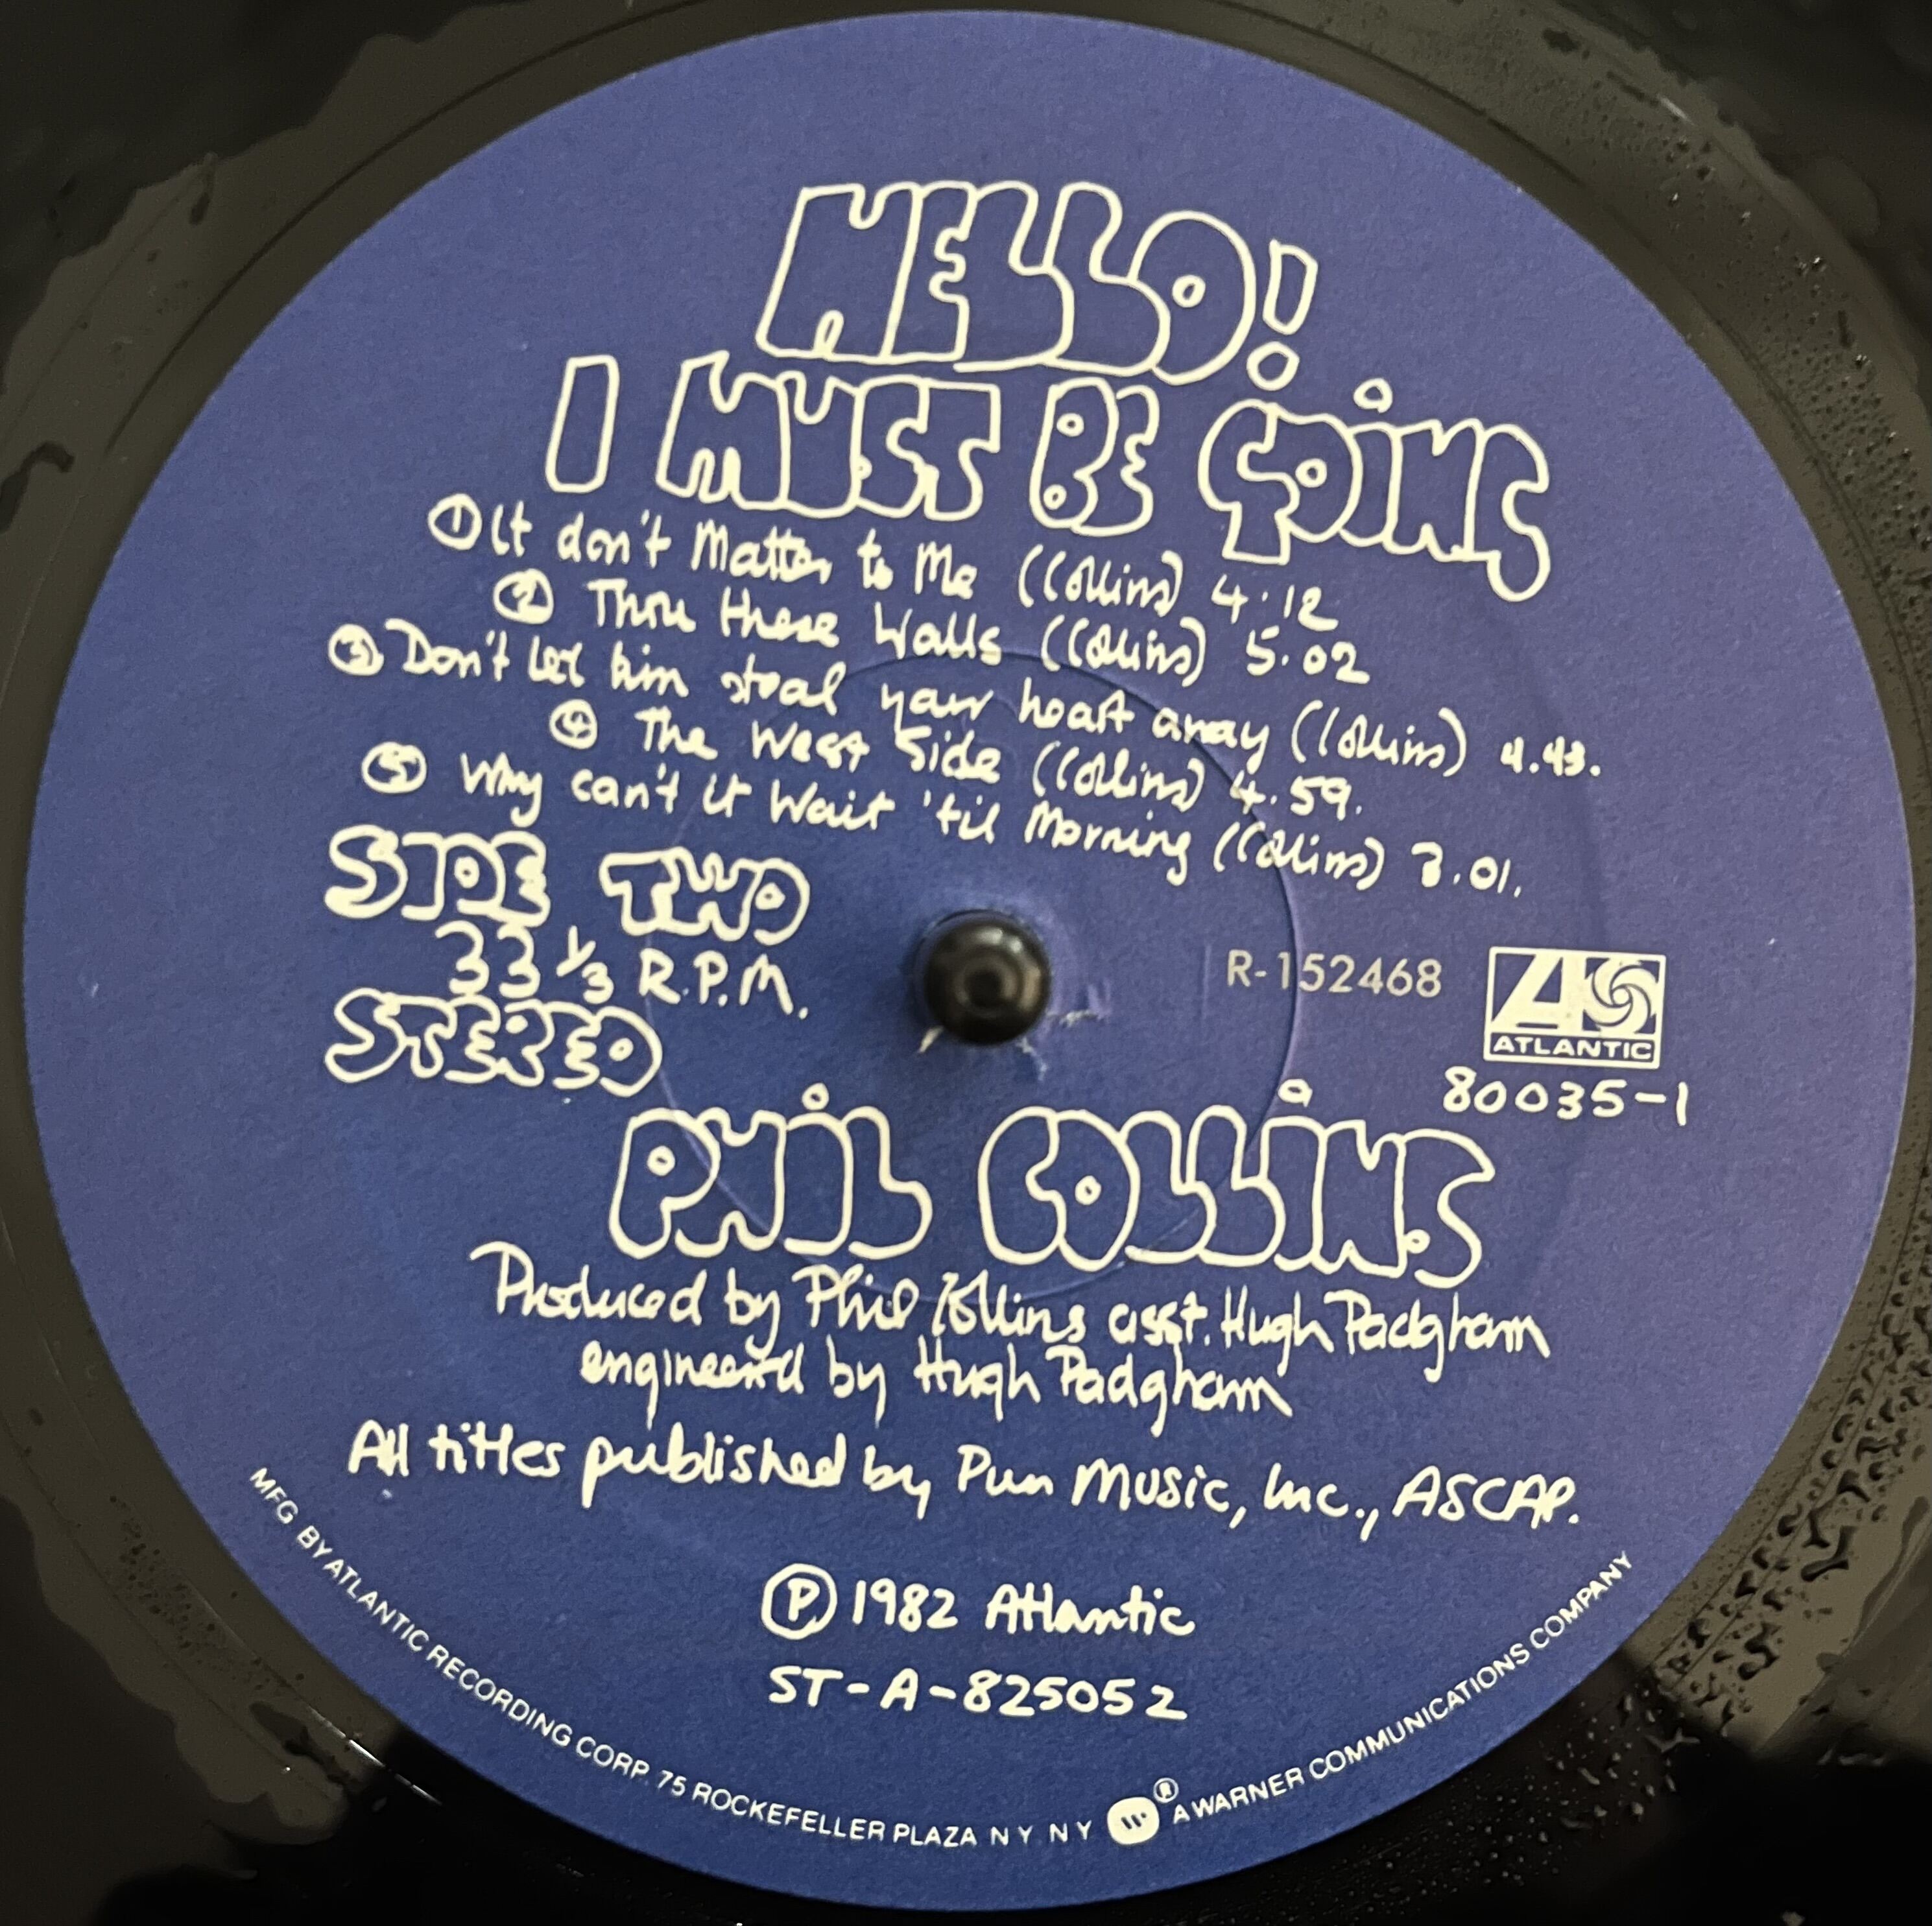 HELLO!
I MUST BE GOING
① It don't Matter to Me (Collins) 4.12
② Thru these Walls (Collins) 5.02
③ Don't let him steal your heart away (Collins) 4.43.
④ The West Side (Collins) 4.59.
⑤ Why can't it Wait 'til Morning (Collins) 3.01.
SIDE TWO
33 1/3 R.P.M.
STEREO
R-152468
ATLANTIC
80035-1
PHIL COLLINS
Produced by Phil Collins asst. Hugh Padgham
engineered by Hugh Padgham
All titles published by Pun Music, Inc., ASCAP.
Ⓟ 1982 Atlantic
ST-A-825052
MFG BY ATLANTIC RECORDING CORP. 75 ROCKEFELLER PLAZA N Y N Y W ® A WARNER COMMUNICATIONS COMPANY